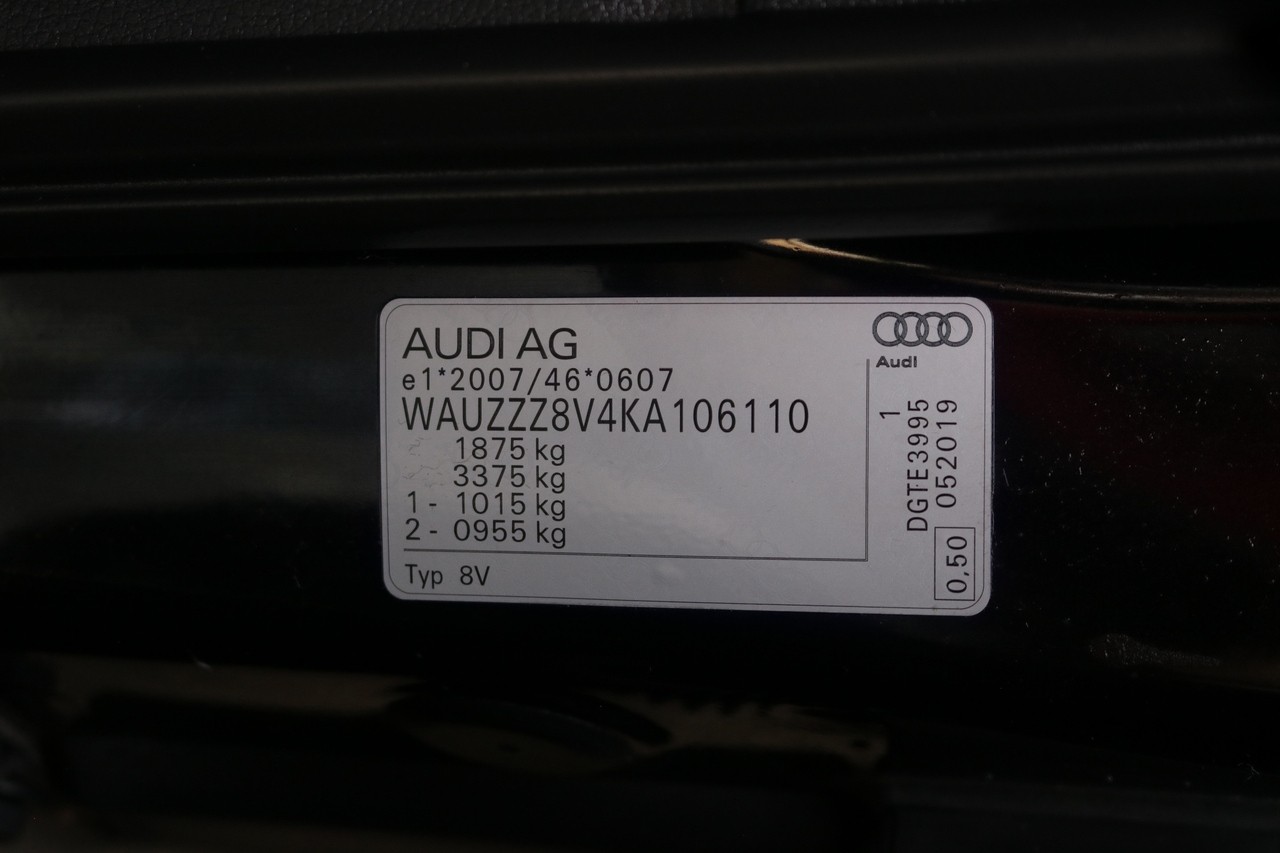 AUDI AG
e1*2007/46*0607
WAUZZZ8V4KA106110
1875 kg
3375 kg
1 - 1015 kg
2 - 0955 kg
Typ 8V
Audi
1
DGTE3995
052019
0,50